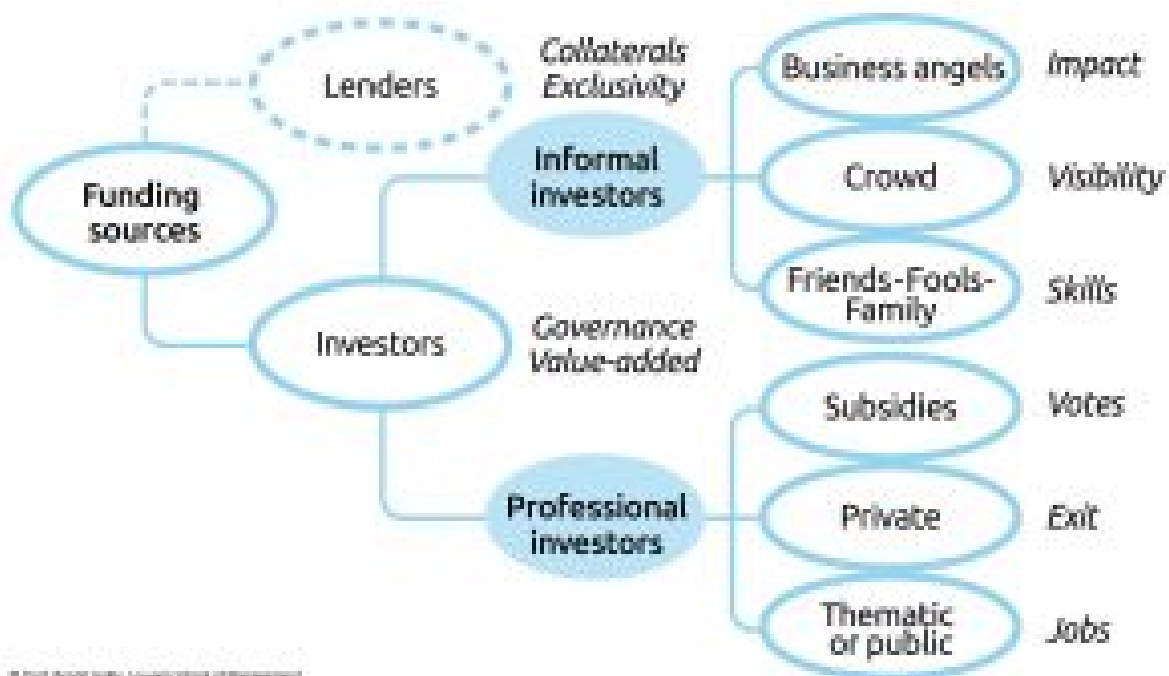 Lenders
Collaterals
Exclusivity
Business angels
Impact
Funding
sources
Informal
investors
Crowd
Visibility
Friends-Fools-
Family
Skills
Investors
Governance
Value-added
Subsidies
Votes
Professional
investors
Private
Exit
Thematic
or public
Jobs